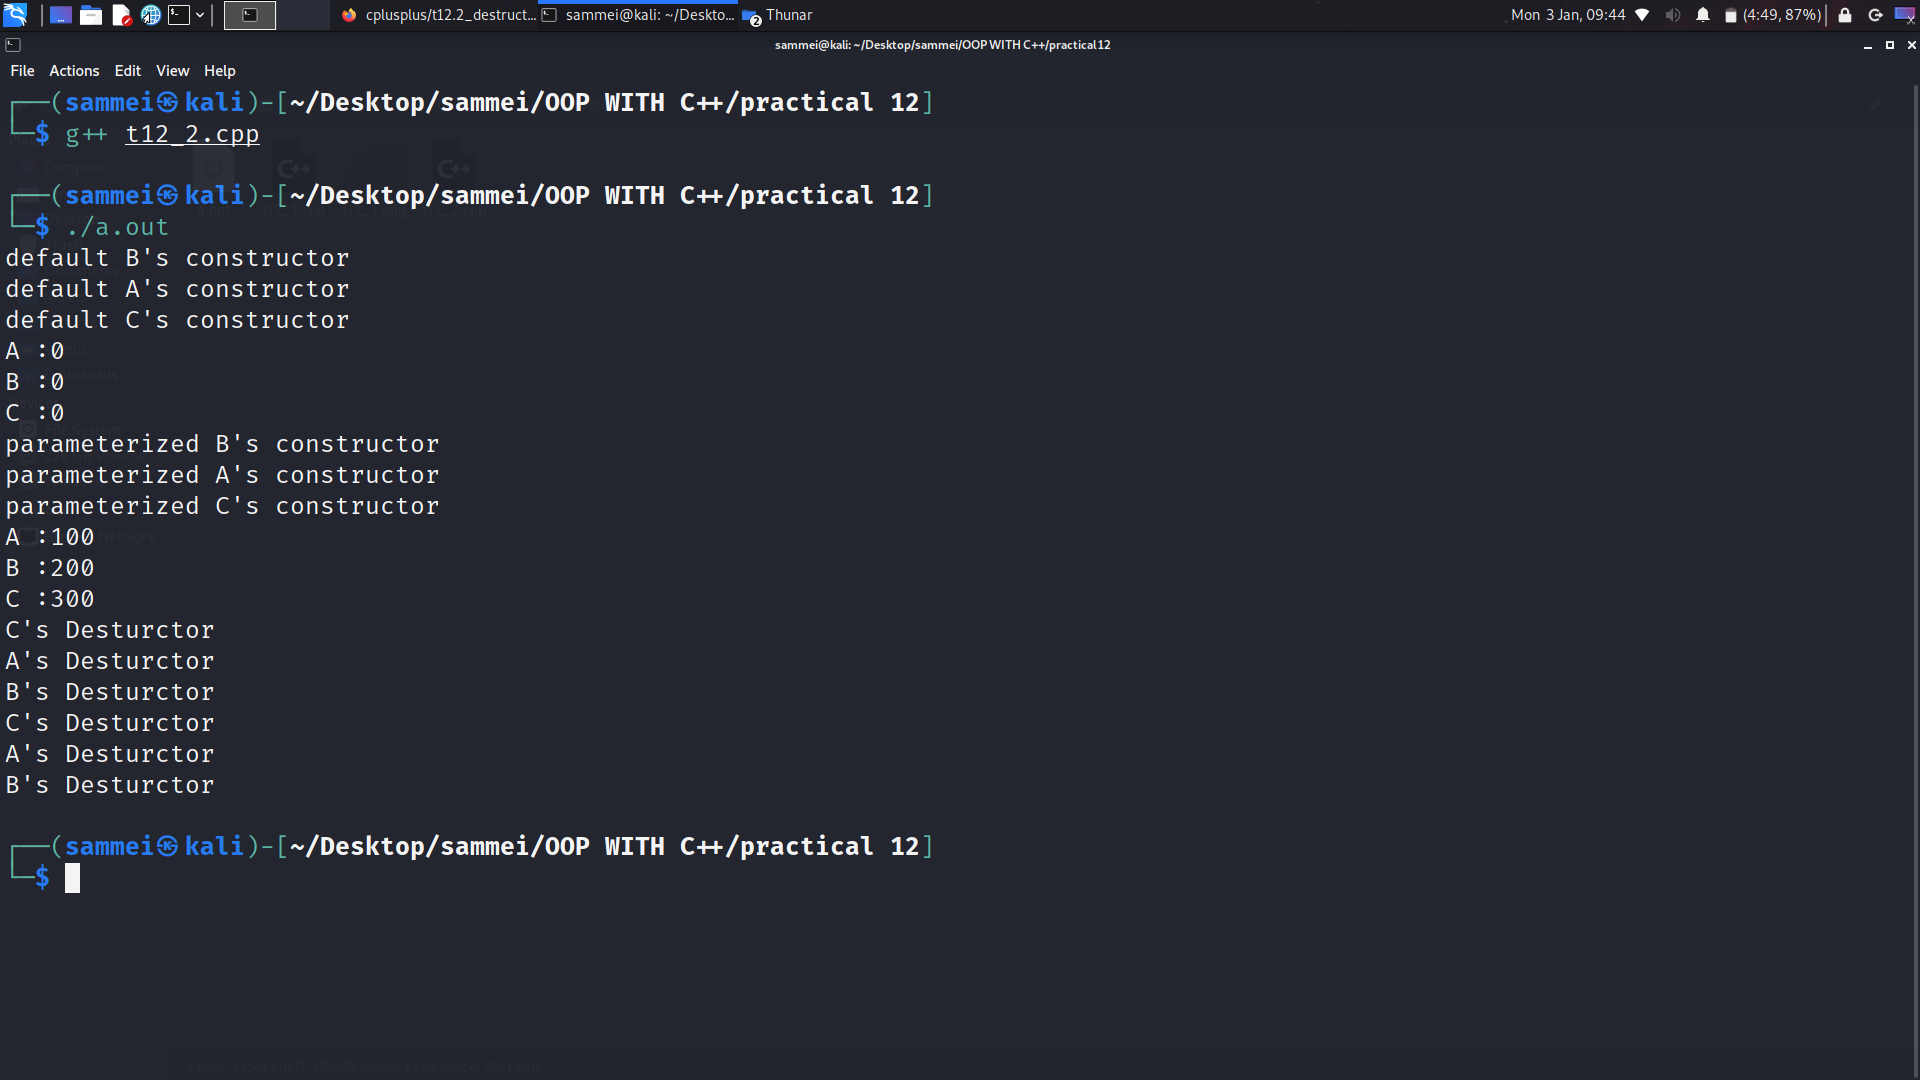 cplusplus/t12.2_destruct... sammei@kali: ~/Deskto... 2 Thunar Mon 3 Jan, 09:44 (4:49, 87%)
sammei@kali: ~/Desktop/sammei/OOP WITH C++/practical 12
File Actions Edit View Help
┌──(sammei㉿kali)-[~/Desktop/sammei/OOP WITH C++/practical 12]
└─$ g++ t12_2.cpp
┌──(sammei㉿kali)-[~/Desktop/sammei/OOP WITH C++/practical 12]
└─$ ./a.out
default B's constructor
default A's constructor
default C's constructor
A :0
B :0
C :0
parameterized B's constructor
parameterized A's constructor
parameterized C's constructor
A :100
B :200
C :300
C's Desturctor
A's Desturctor
B's Desturctor
C's Desturctor
A's Desturctor
B's Desturctor
┌──(sammei㉿kali)-[~/Desktop/sammei/OOP WITH C++/practical 12]
└─$